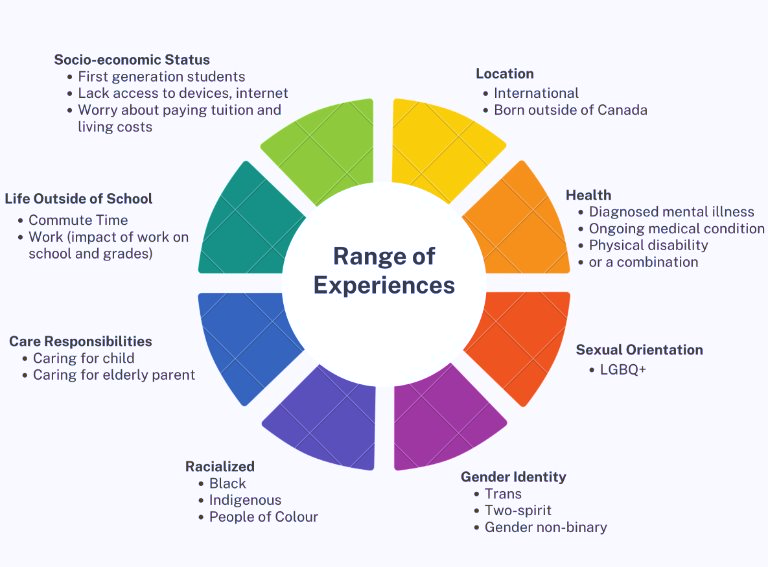 Socio-economic Status
• First generation students
• Lack access to devices, internet
• Worry about paying tuition and
living costs
Location
• International
• Born outside of Canada
Life Outside of School
• Commute Time
• Work (impact of work on
school and grades)
Health
• Diagnosed mental illness
• Ongoing medical condition
• Physical disability
• or a combination
Range of
Experiences
Care Responsibilities
• Caring for child
• Caring for elderly parent
Sexual Orientation
• LGBQ+
Racialized
• Black
• Indigenous
• People of Colour
Gender Identity
• Trans
• Two-spirit
• Gender non-binary